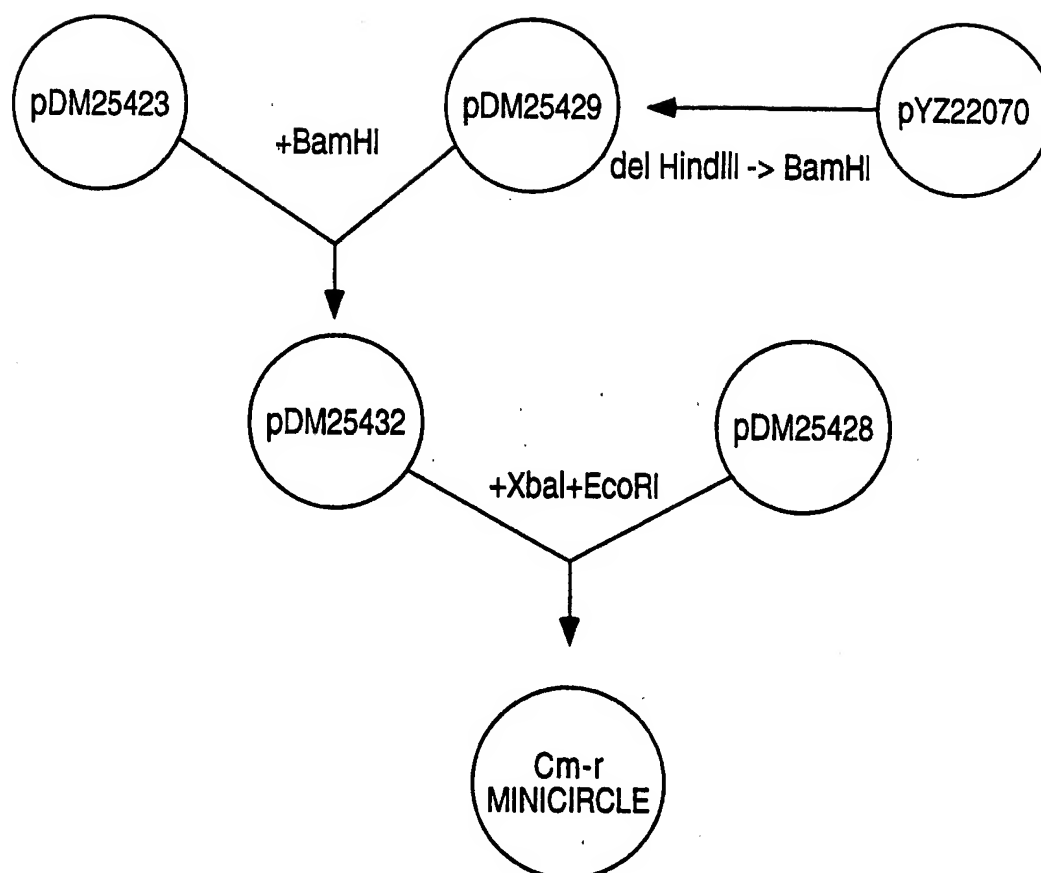 pDM25423
+BamHI
pDM25429
pYZ22070
del HindIII -> BamHI
pDM25432
pDM25428
+XbaI+EcoRI
Cm-r
MINICIRCLE